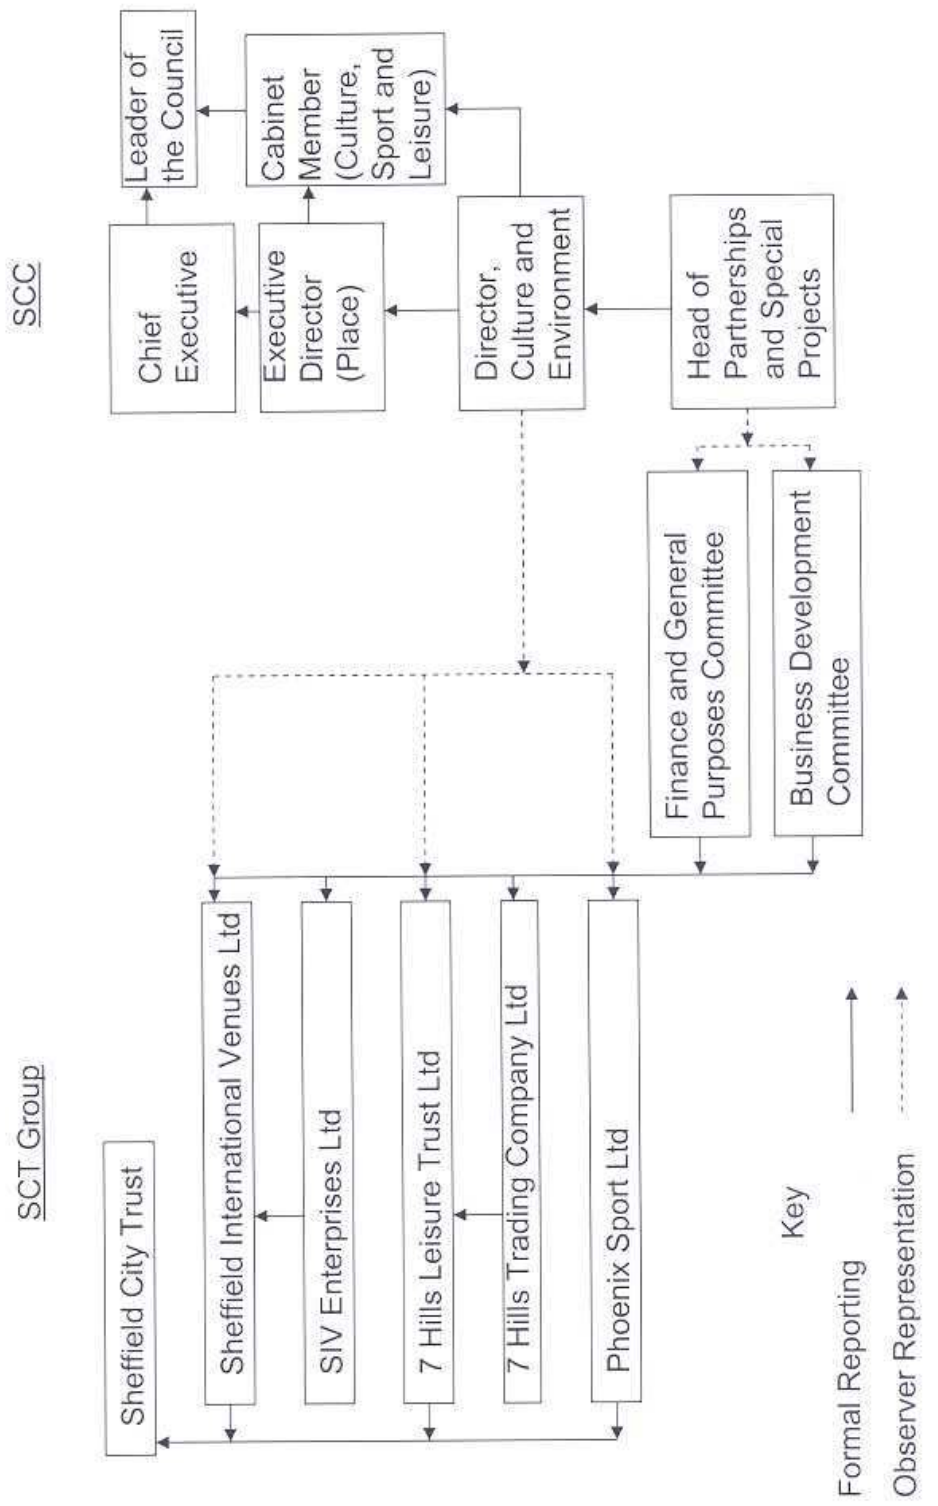 SCT Group
SCC
Sheffield City Trust
Sheffield International Venues Ltd
SIV Enterprises Ltd
7 Hills Leisure Trust Ltd
7 Hills Trading Company Ltd
Phoenix Sport Ltd
Finance and General
Purposes Committee
Business Development
Committee
Chief
Executive
Leader of
the Council
Executive
Director
(Place)
Cabinet
Member
(Culture,
Sport and
Leisure)
Director,
Culture and
Environment
Head of
Partnerships
and Special
Projects
Key
Formal Reporting
Observer Representation